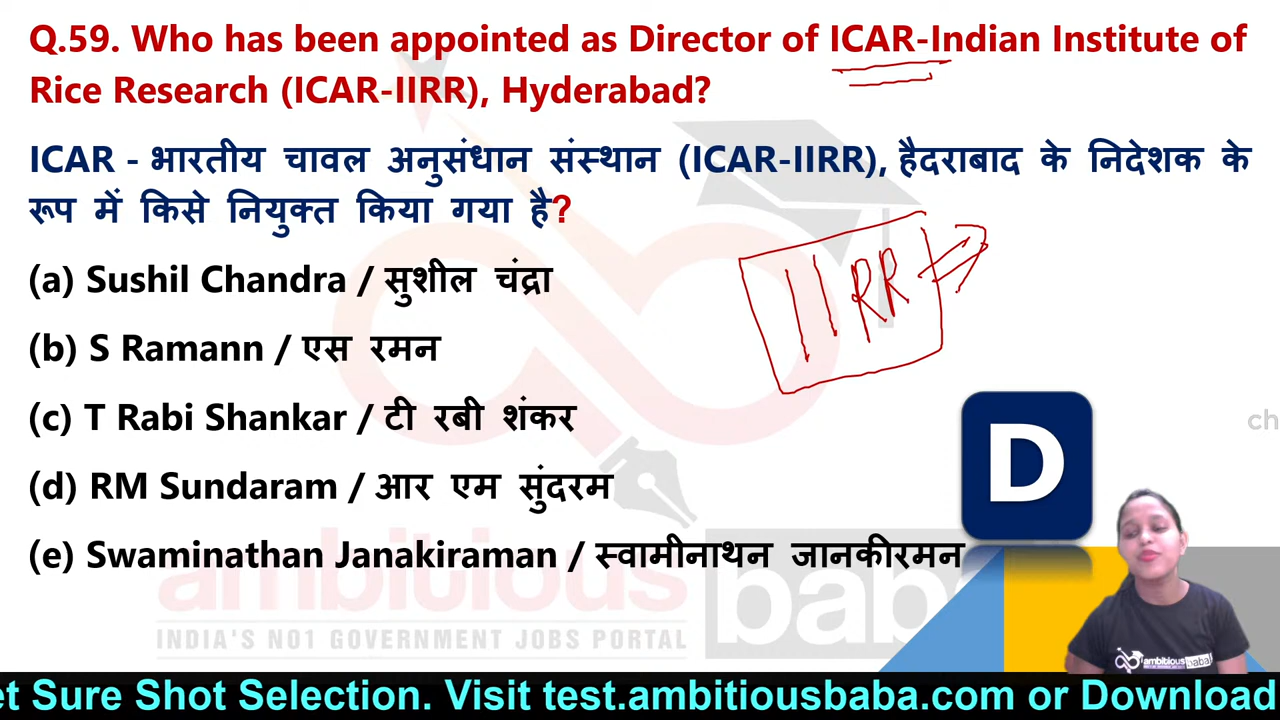 Q.59. Who has been appointed as Director of ICAR-Indian Institute of
Rice Research (ICAR-IIRR), Hyderabad?
ICAR - भारतीय चावल अनुसंधान संस्थान (ICAR-IIRR), हैदराबाद के निदेशक के
रूप में किसे नियुक्त किया गया है?
(a) Sushil Chandra / सुशील चंद्रा
(b) S Ramann / एस रमन
(c) T Rabi Shankar / टी रबी शंकर
(d) RM Sundaram / आर एम सुंदरम
(e) Swaminathan Janakiraman / स्वामीनाथन जानकीरमन
IIRR
D
ch
ambitious baba
INDIA'S NO1 GOVERNMENT JOBS PORTAL
ambitiousbaba
et Sure Shot Selection. Visit test.ambitiousbaba.com or Download